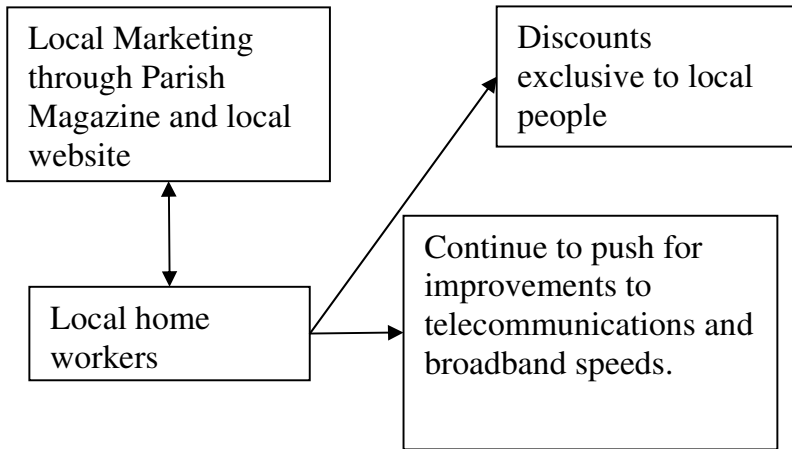 Local Marketing
through Parish
Magazine and local
website
Discounts
exclusive to local
people
Continue to push for
improvements to
telecommunications and
broadband speeds.
Local home
workers